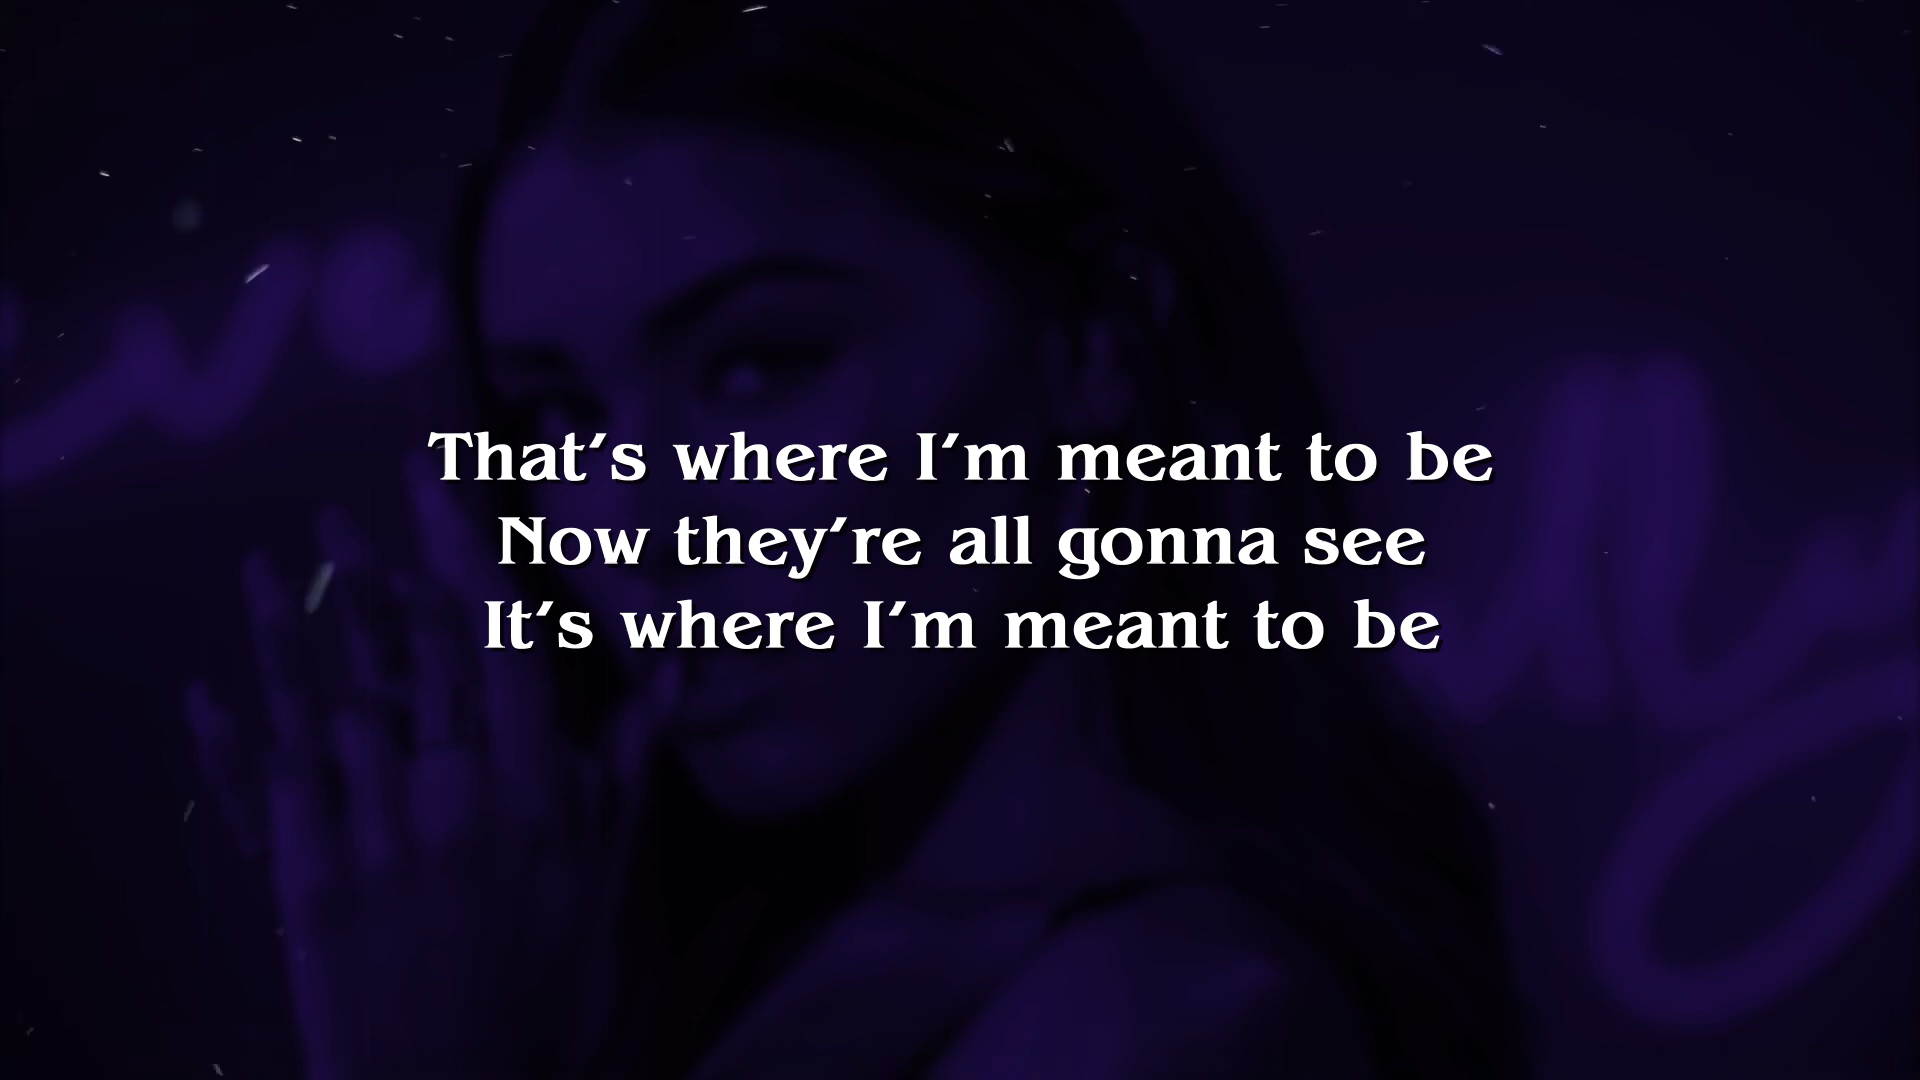 That's where I'm meant to be
Now they're all gonna see
It's where I'm meant to be